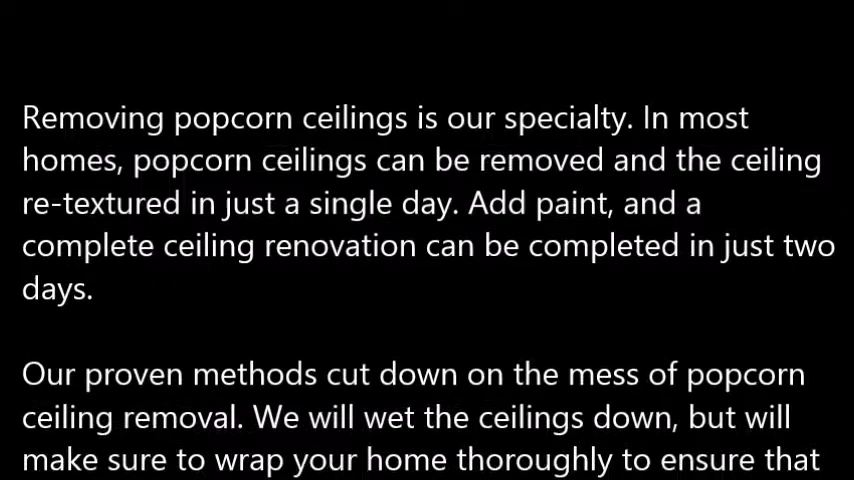 Removing popcorn ceilings is our specialty. In most
homes, popcorn ceilings can be removed and the ceiling
re-textured in just a single day. Add paint, and a
complete ceiling renovation can be completed in just two
days.
Our proven methods cut down on the mess of popcorn
ceiling removal. We will wet the ceilings down, but will
make sure to wrap your home thoroughly to ensure that